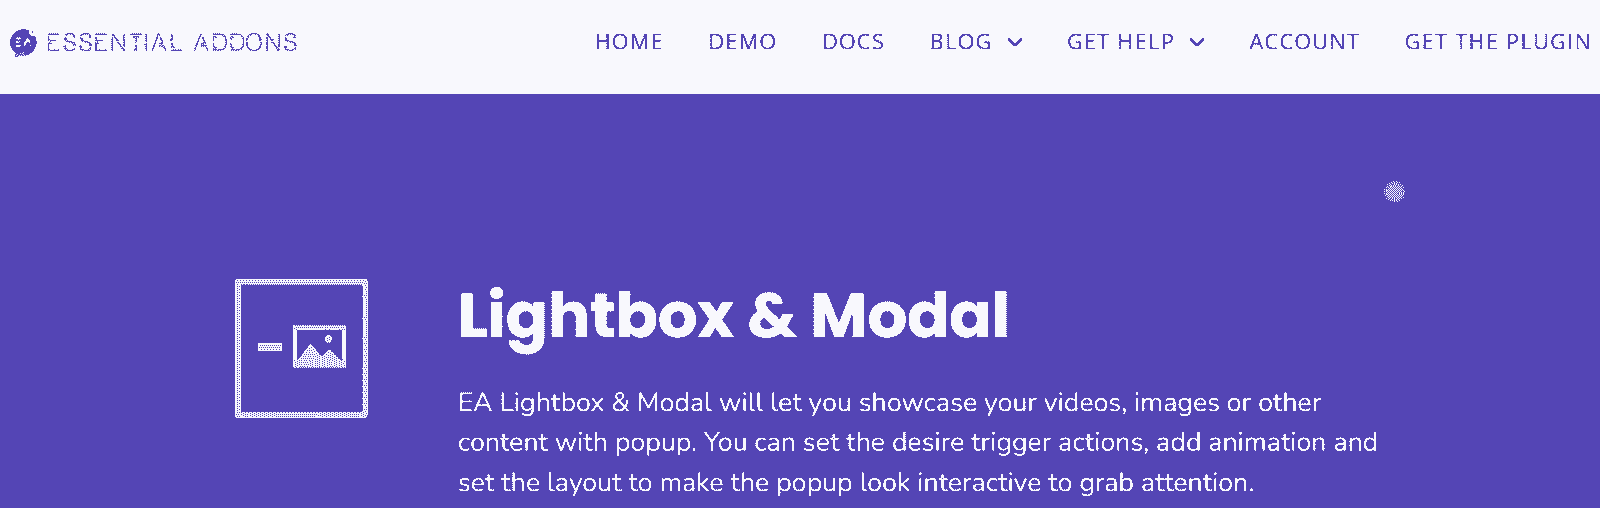 EA ESSENTIAL ADDONS
HOME DEMO DOCS BLOG GET HELP ACCOUNT GET THE PLUGIN
Lightbox & Modal
EA Lightbox & Modal will let you showcase your videos, images or other
content with popup. You can set the desire trigger actions, add animation and
set the layout to make the popup look interactive to grab attention.